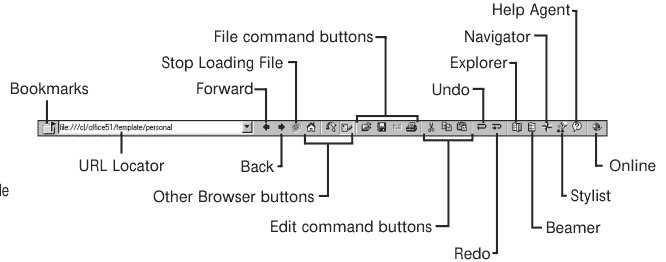 Help Agent
File command buttons
Navigator
Stop Loading File
Explorer
Bookmarks
Forward
Undo
file:///c|/office51/template/personal
URL Locator
Back
Online
Other Browser buttons
Stylist
Edit command buttons
Beamer
Redo